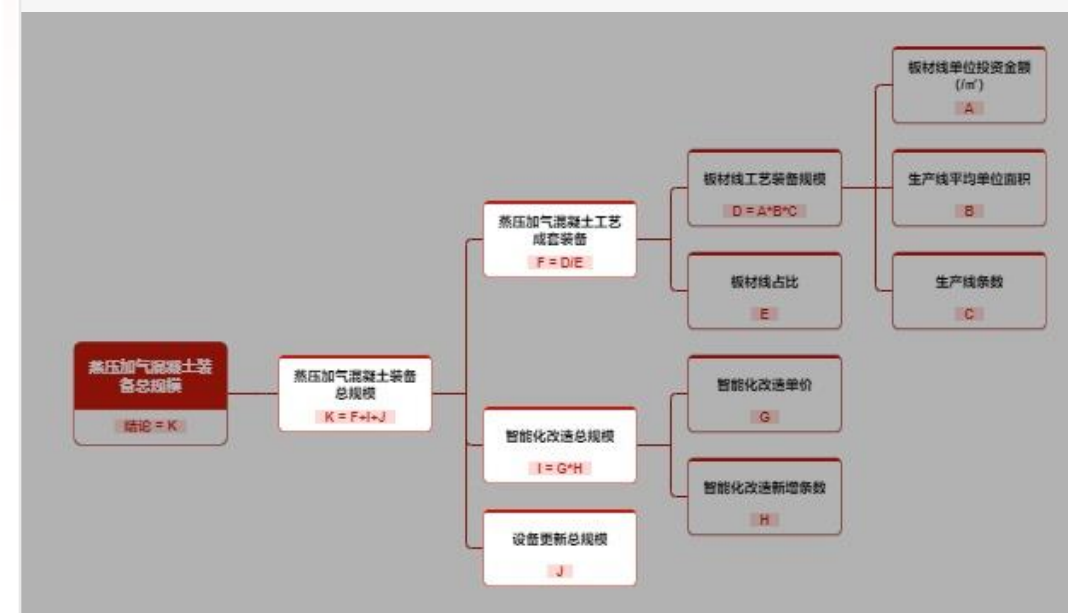 蒸压加气混凝土装
备总规模
结论 = K
蒸压加气混凝土装备
总规模
K = F+I+J
蒸压加气混凝土工艺
成套装备
F = D/E
智能化改造总规模
I = G*H
设备更新总规模
J
板材线工艺装备规模
D = A*B*C
板材线占比
E
智能化改造单价
G
智能化改造新增条数
H
板材线单位投资金额
(/㎡)
A
生产线平均单位面积
B
生产线条数
C